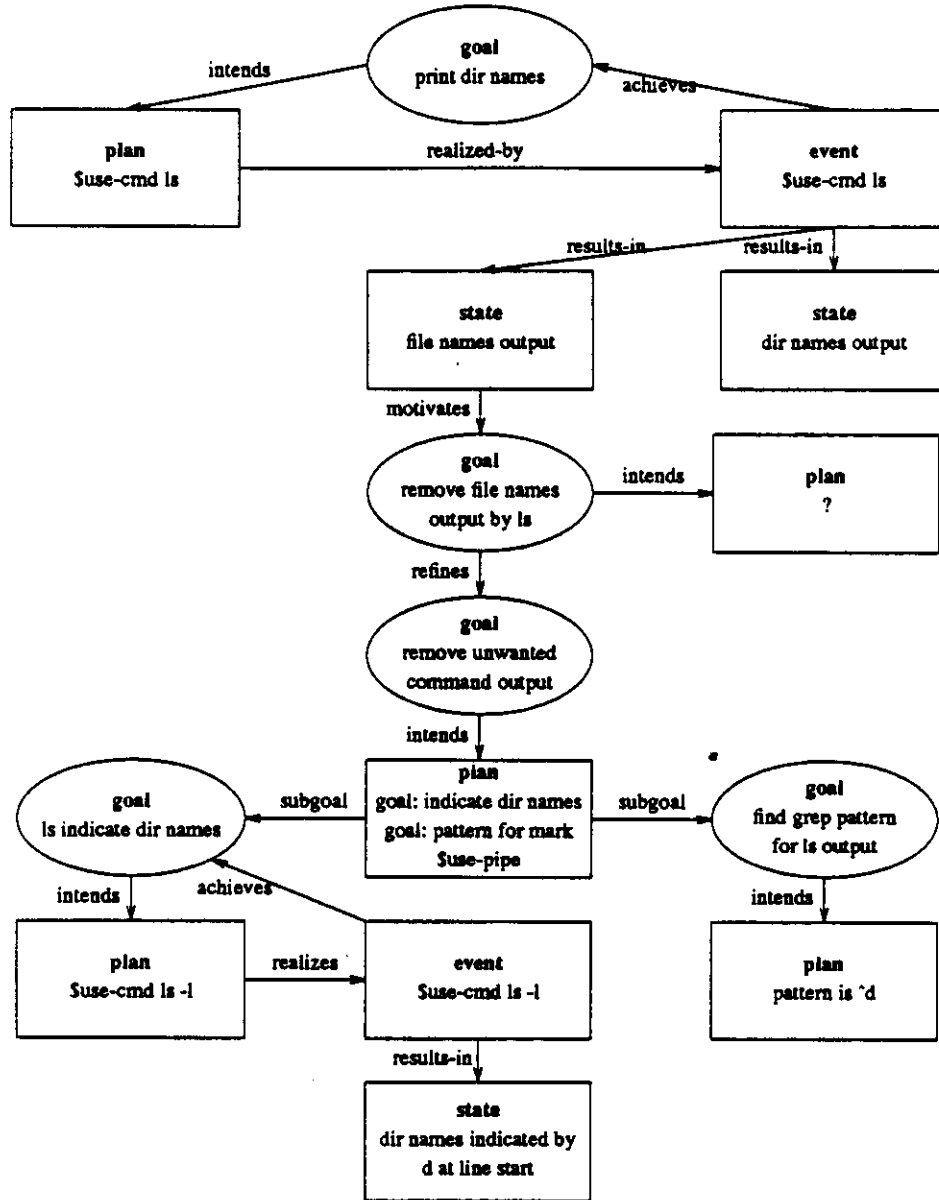 goal
print dir names
intends
achieves
plan
$use-cmd ls
realized-by
event
$use-cmd ls
results-in
results-in
state
file names output
state
dir names output
motivates
goal
remove file names
output by ls
intends
plan
?
refines
goal
remove unwanted
command output
intends
plan
goal: indicate dir names
goal: pattern for mark
$use-pipe
subgoal
subgoal
goal
ls indicate dir names
goal
find grep pattern
for ls output
achieves
intends
intends
plan
$use-cmd ls -l
realizes
event
$use-cmd ls -l
plan
pattern is ^d
results-in
state
dir names indicated by
d at line start